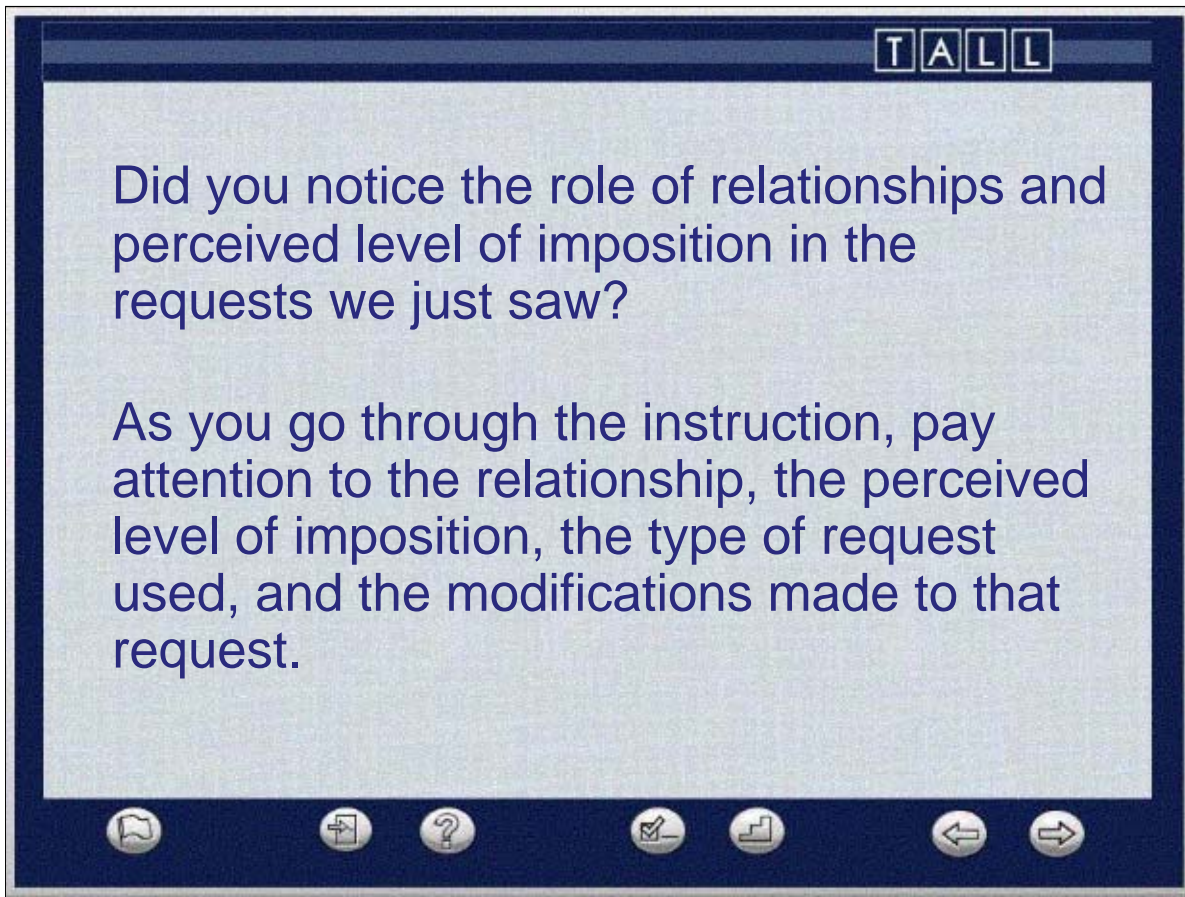 TALL
Did you notice the role of relationships and
perceived level of imposition in the
requests we just saw?
As you go through the instruction, pay
attention to the relationship, the perceived
level of imposition, the type of request
used, and the modifications made to that
request.